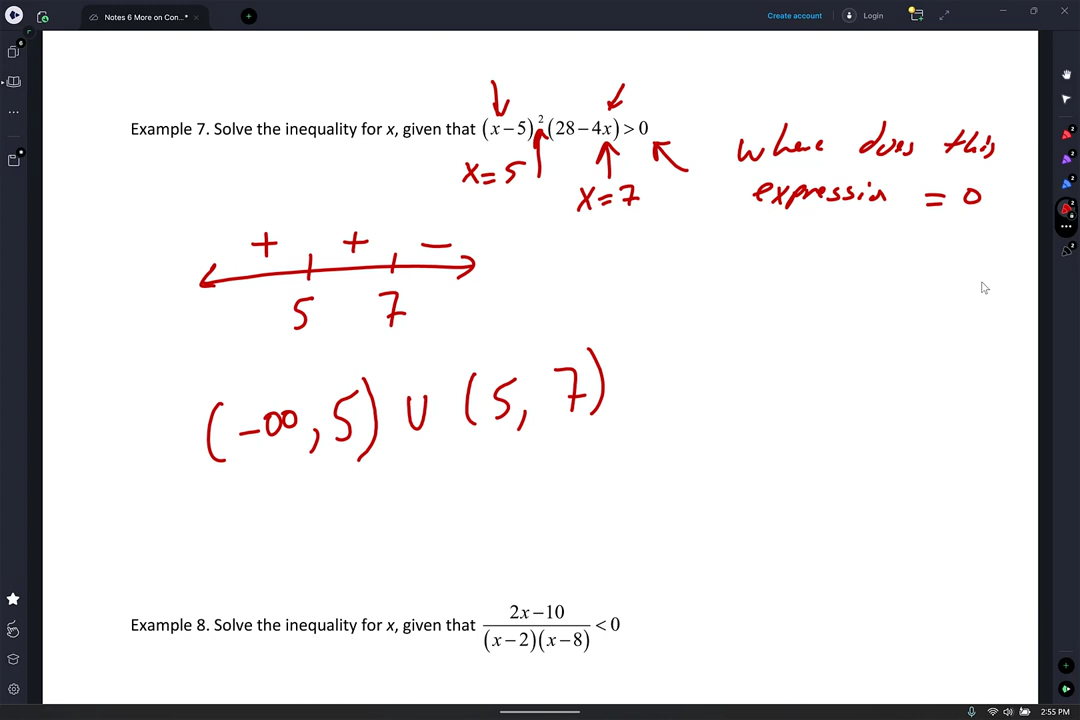 Notes 6 More on Con...* ×
Create account Login
Example 7. Solve the inequality for x, given that (x−5)²(28−4x)>0
x=5
x=7
where does this
expression = 0
+ + −
5 7
(-∞, 5) ∪ (5, 7)
Example 8. Solve the inequality for x, given that (2x−10)/((x−2)(x−8)) <0
2:55 PM